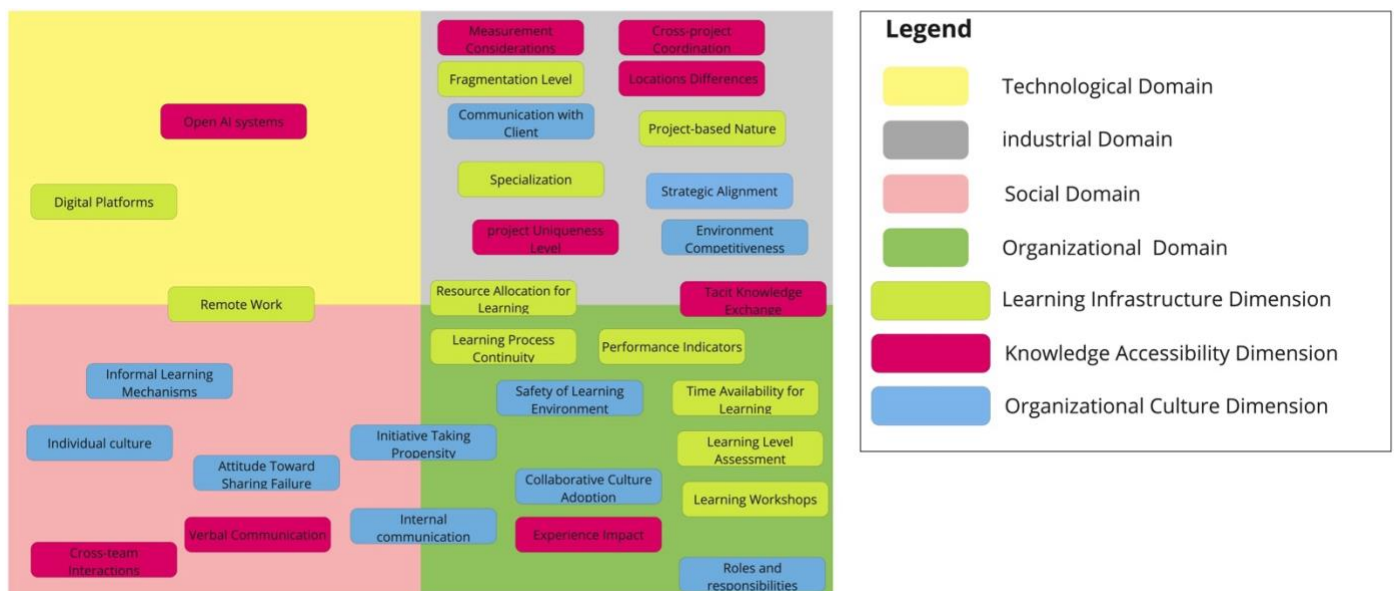 Measurement
Considerations
Cross-project
Coordination
Fragmentation Level
Locations Differences
Open AI systems
Communication with
Client
Project-based Nature
Specialization
Strategic Alignment
Digital Platforms
project Uniqueness
Level
Environment
Competitiveness
Remote Work
Resource Allocation for
Learning
Tacit Knowledge
Exchange
Learning Process
Continuity
Performance Indicators
Informal Learning
Mechanisms
Safety of Learning
Environment
Time Availability for
Learning
Individual culture
Initiative Taking
Propensity
Learning Level
Assessment
Attitude Toward
Sharing Failure
Collaborative Culture
Adoption
Learning Workshops
Verbal Communication
Internal
communication
Experience Impact
Cross-team
Interactions
Roles and
responsibilities
Legend
Technological Domain
industrial Domain
Social Domain
Organizational Domain
Learning Infrastructure Dimension
Knowledge Accessibility Dimension
Organizational Culture Dimension